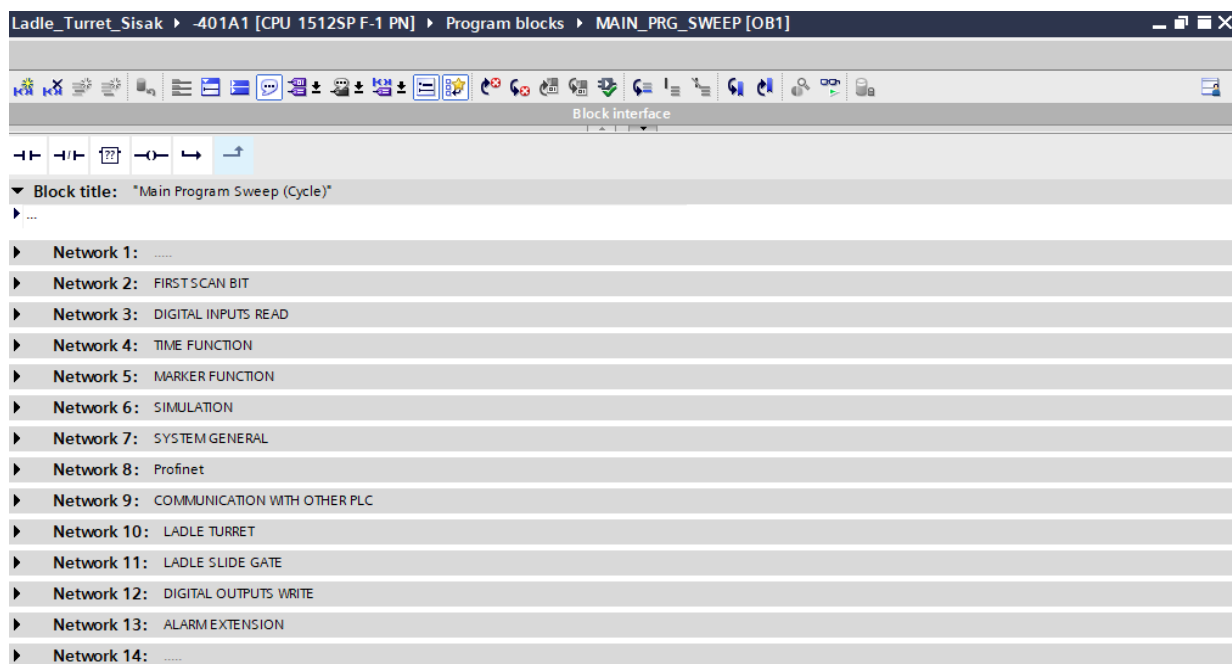 Ladle_Turret_Sisak ▸ -401A1 [CPU 1512SP F-1 PN] ▸ Program blocks ▸ MAIN_PRG_SWEEP [OB1]
Block interface
??
Block title: "Main Program Sweep (Cycle)"
...
Network 1: .....
Network 2: FIRST SCAN BIT
Network 3: DIGITAL INPUTS READ
Network 4: TIME FUNCTION
Network 5: MARKER FUNCTION
Network 6: SIMULATION
Network 7: SYSTEM GENERAL
Network 8: Profinet
Network 9: COMMUNICATION WITH OTHER PLC
Network 10: LADLE TURRET
Network 11: LADLE SLIDE GATE
Network 12: DIGITAL OUTPUTS WRITE
Network 13: ALARM EXTENSION
Network 14: .....